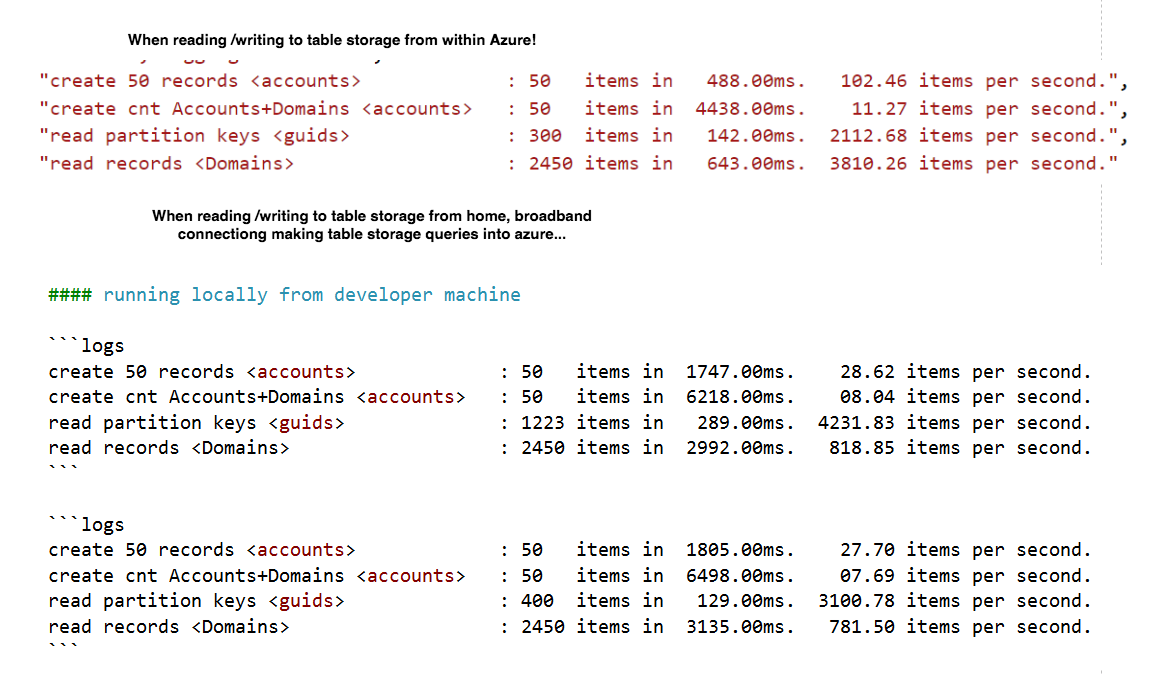 When reading /writing to table storage from within Azure!
"create 50 records <accounts> : 50 items in 488.00ms. 102.46 items per second.",
"create cnt Accounts+Domains <accounts> : 50 items in 4438.00ms. 11.27 items per second.",
"read partition keys <guids> : 300 items in 142.00ms. 2112.68 items per second.",
"read records <Domains> : 2450 items in 643.00ms. 3810.26 items per second."
When reading /writing to table storage from home, broadband
connectiong making table storage queries into azure...
#### running locally from developer machine
```logs
create 50 records <accounts> : 50 items in 1747.00ms. 28.62 items per second.
create cnt Accounts+Domains <accounts> : 50 items in 6218.00ms. 08.04 items per second.
read partition keys <guids> : 1223 items in 289.00ms. 4231.83 items per second.
read records <Domains> : 2450 items in 2992.00ms. 818.85 items per second.
```
```logs
create 50 records <accounts> : 50 items in 1805.00ms. 27.70 items per second.
create cnt Accounts+Domains <accounts> : 50 items in 6498.00ms. 07.69 items per second.
read partition keys <guids> : 400 items in 129.00ms. 3100.78 items per second.
read records <Domains> : 2450 items in 3135.00ms. 781.50 items per second.
```